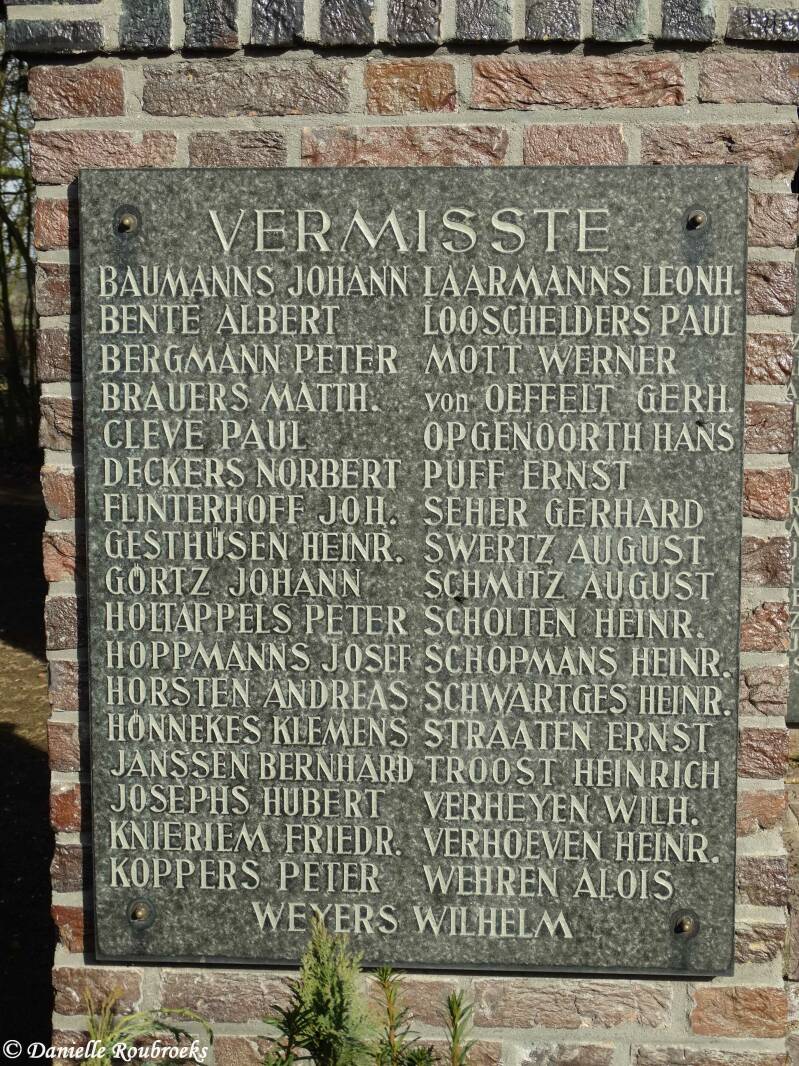 VERMISSTE
BAUMANNS JOHANN
BENTE ALBERT
BERGMANN PETER
BRAUERS MATTH.
CLEVE PAUL
DECKERS NORBERT
FLINTERHOFF JOH.
GESTHÜSEN HEINR.
GÖRTZ JOHANN
HOLTAPPELS PETER
HOPPMANNS JOSEF
HORSTEN ANDREAS
HÖNNEKES KLEMENS
JANSSEN BERNHARD
JOSEPHS HUBERT
KNIERIEM FRIEDR.
KOPPERS PETER
LAARMANNS LEONH.
LOOSCHELDERS PAUL
MOTT WERNER
von OEFFELT GERH.
OPGENOORTH HANS
PUFF ERNST
SEHER GERHARD
SWERTZ AUGUST
SCHMITZ AUGUST
SCHOLTEN HEINR.
SCHOPMANS HEINR.
SCHWARTGES HEINR.
STRAATEN ERNST
TROOST HEINRICH
VERHEYEN WILH.
VERHOEVEN HEINR.
WEHREN ALOIS
WEYERS WILHELM
© Danielle Roubroeks